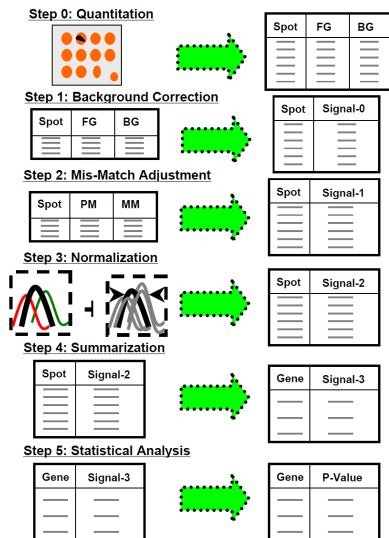 Step 0: Quantitation
Spot FG BG
Step 1: Background Correction
Spot FG BG
Spot Signal-0
Step 2: Mis-Match Adjustment
Spot PM MM
Spot Signal-1
Step 3: Normalization
Spot Signal-2
Step 4: Summarization
Spot Signal-2
Gene Signal-3
Step 5: Statistical Analysis
Gene Signal-3
Gene P-Value